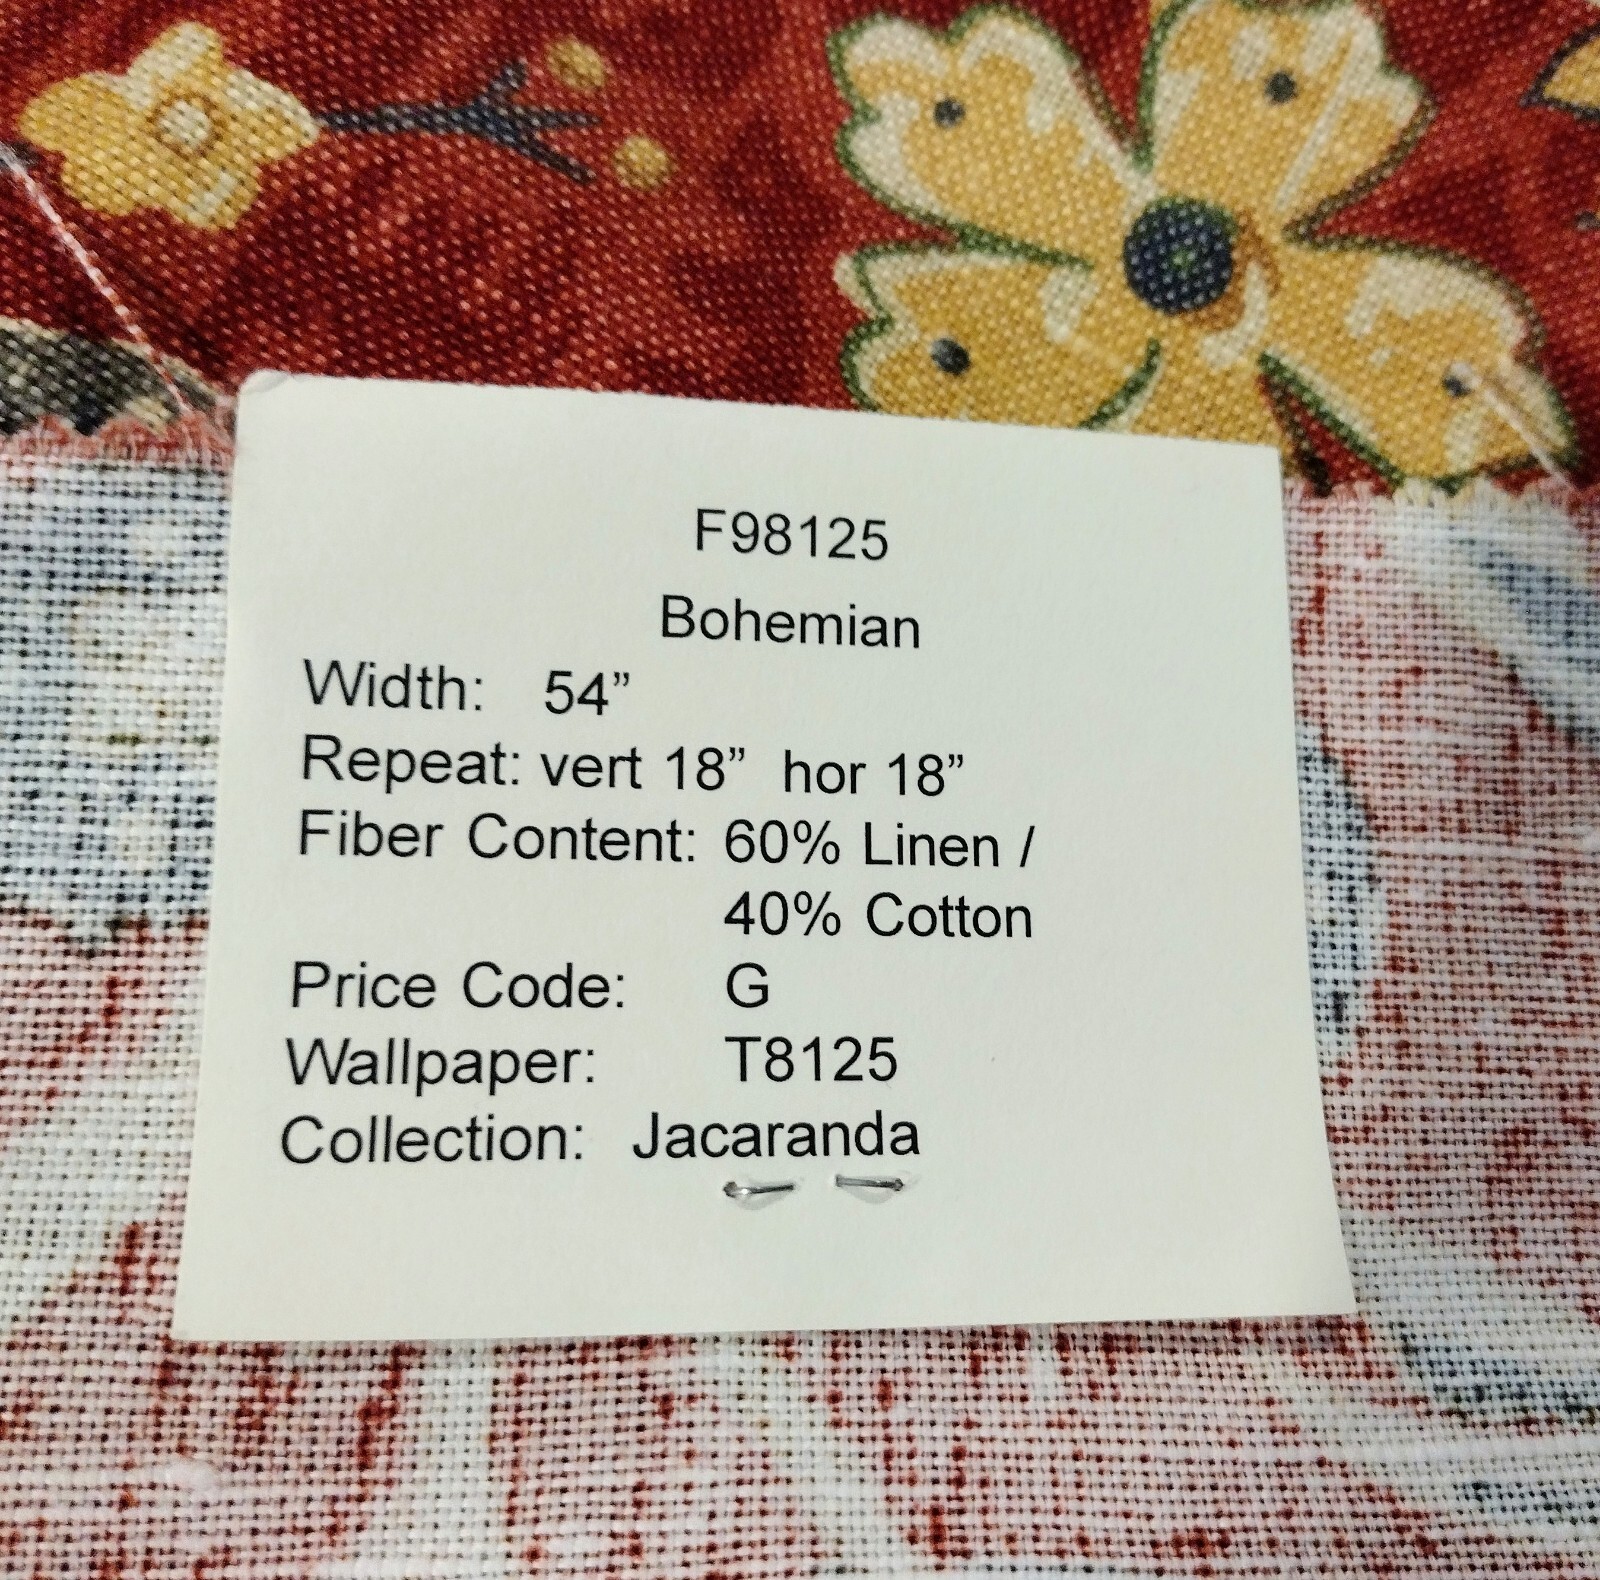 F98125
Bohemian
Width: 54”
Repeat: vert 18” hor 18”
Fiber Content: 60% Linen /
40% Cotton
Price Code: G
Wallpaper: T8125
Collection: Jacaranda